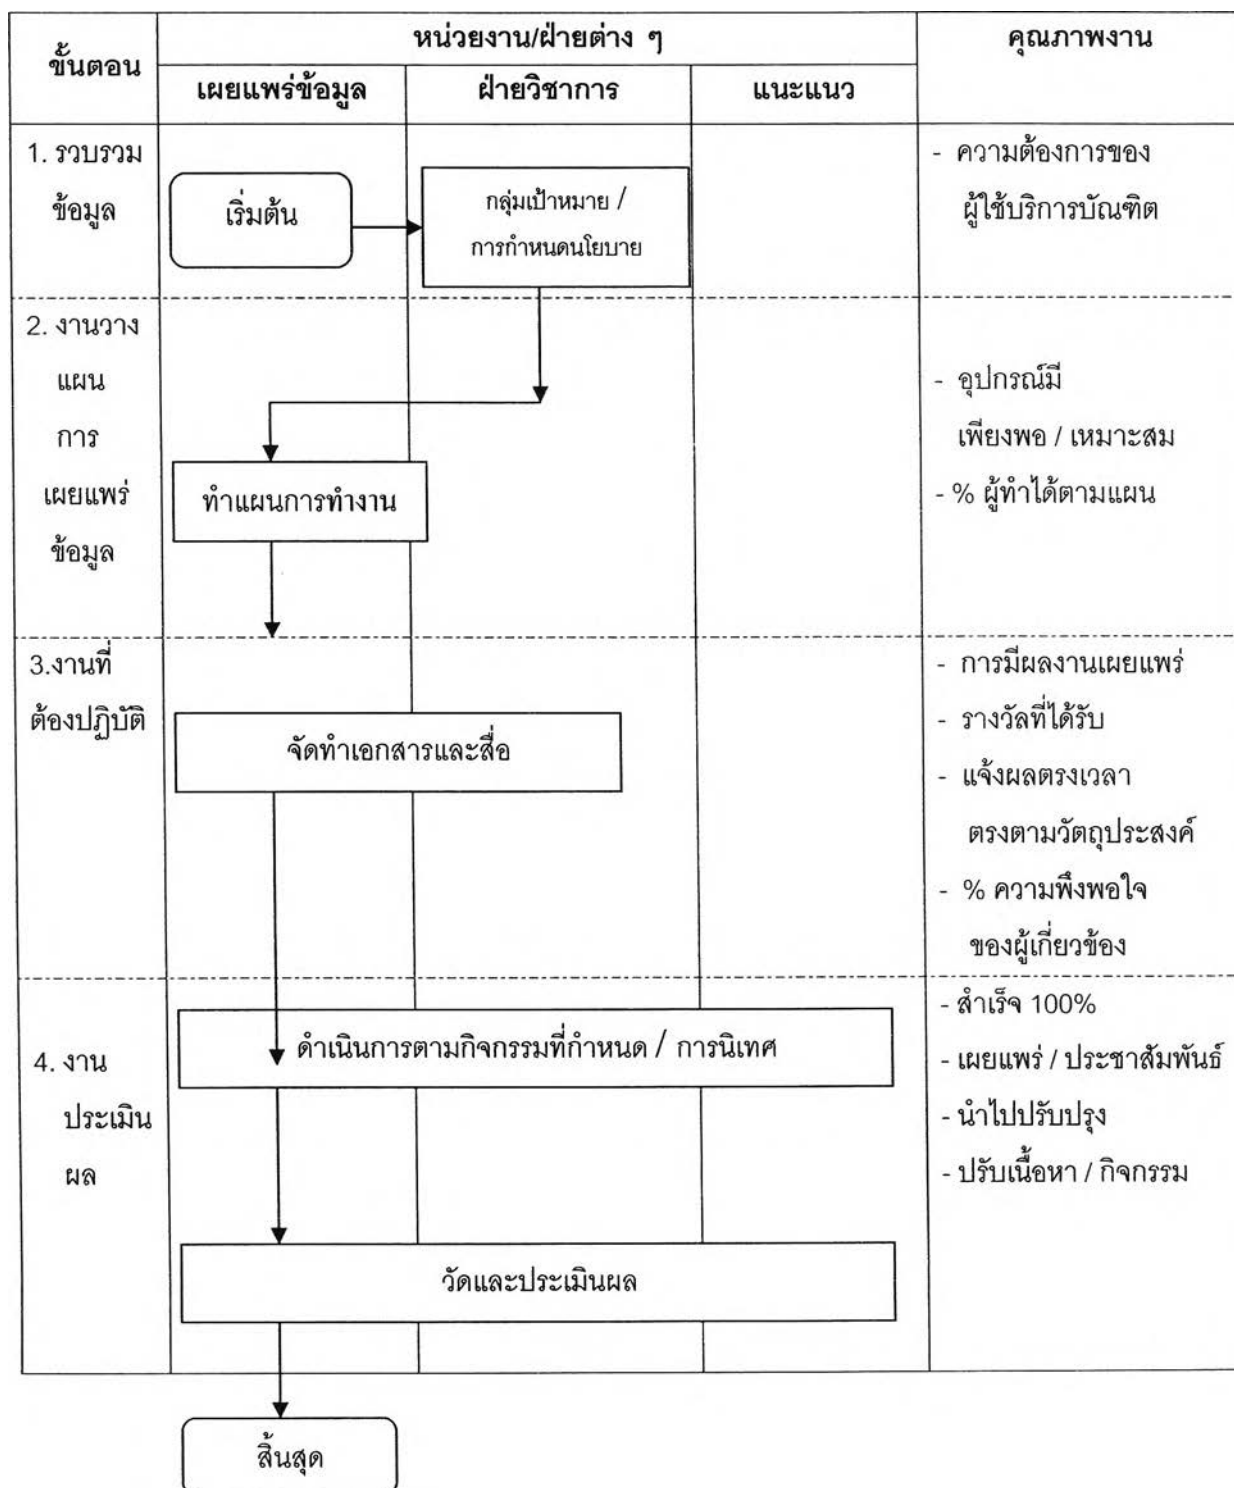 ขั้นตอน
หน่วยงาน/ฝ่ายต่าง ๆ
คุณภาพงาน
เผยแพร่ข้อมูล
ฝ่ายวิชาการ
แนะแนว
1. รวบรวม
ข้อมูล
เริ่มต้น
กลุ่มเป้าหมาย /
การกำหนดนโยบาย
- ความต้องการของ
ผู้ใช้บริการบัณฑิต
2. งานวาง
แผน
การ
เผยแพร่
ข้อมูล
ทำแผนการทำงาน
- อุปกรณ์มี
เพียงพอ / เหมาะสม
- % ผู้ทำได้ตามแผน
3.งานที่
ต้องปฏิบัติ
จัดทำเอกสารและสื่อ
- การมีผลงานเผยแพร่
- รางวัลที่ได้รับ
- แจ้งผลตรงเวลา
ตรงตามวัตถุประสงค์
- % ความพึงพอใจ
ของผู้เกี่ยวข้อง
4. งาน
ประเมิน
ผล
ดำเนินการตามกิจกรรมที่กำหนด / การนิเทศ
วัดและประเมินผล
- สำเร็จ 100%
- เผยแพร่ / ประชาสัมพันธ์
- นำไปปรับปรุง
- ปรับเนื้อหา / กิจกรรม
สิ้นสุด